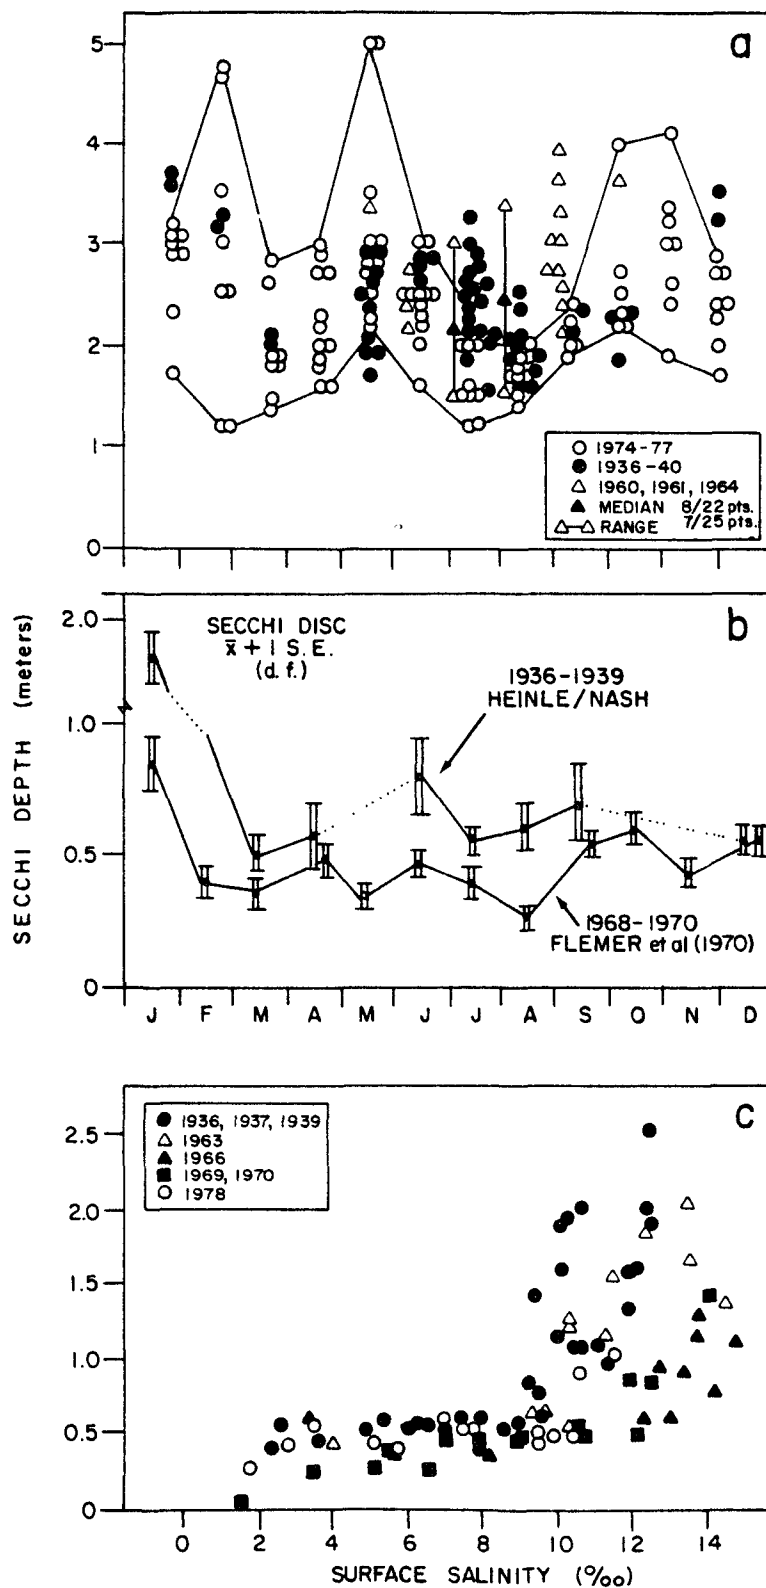 a
5
4
3
2
1
0
○ 1974-77
● 1936-40
△ 1960, 1961, 1964
▲ MEDIAN 8/22 pts.
△—△ RANGE 7/25 pts.
b
SECCHI DEPTH (meters)
2.0
1.0
0.5
0
SECCHI DISC
x̄ + 1 S.E.
(d.f.)
1936-1939
HEINLE/NASH
1968-1970
FLEMER et al (1970)
J F M A M J J A S O N D
c
2.5
2.0
1.5
1.0
0.5
0
● 1936, 1937, 1939
△ 1963
▲ 1966
■ 1969, 1970
○ 1978
0 2 4 6 8 10 12 14
SURFACE SALINITY (‰)